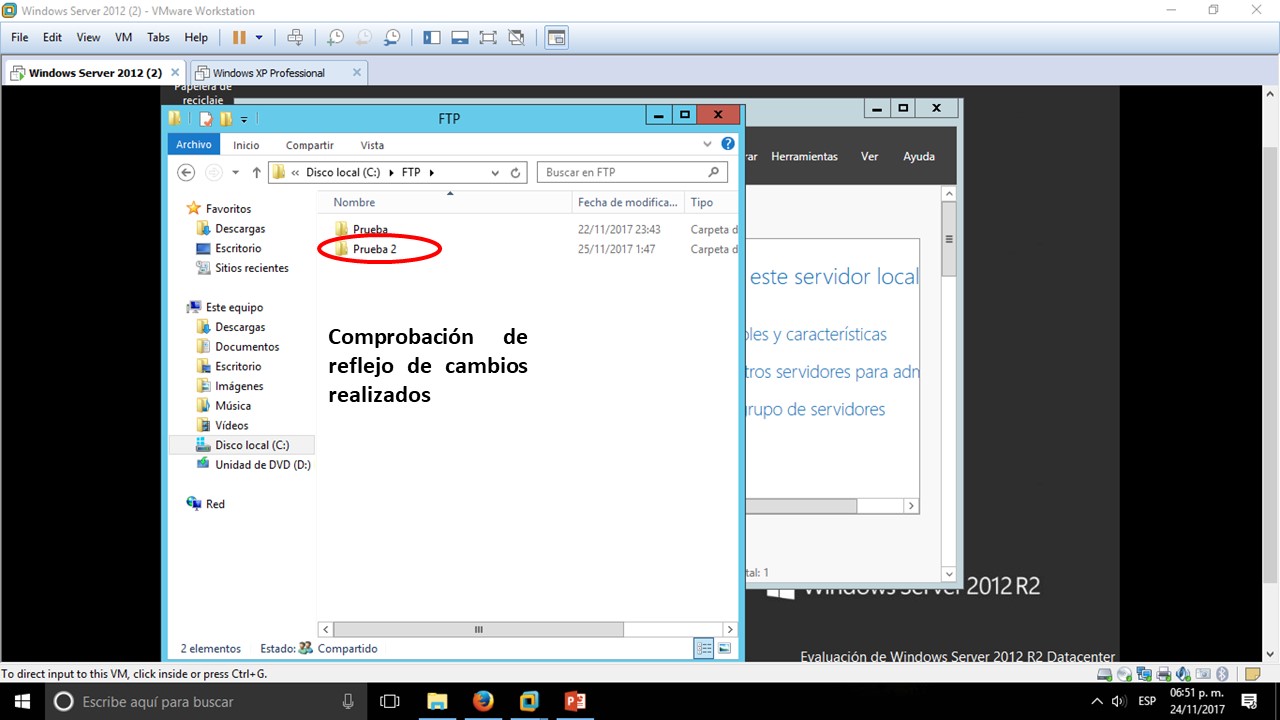 Windows Server 2012 (2) - VMware Workstation
File Edit View VM Tabs Help
Windows Server 2012 (2) Windows XP Professional
Papelera de
reciclaje
FTP
Archivo Inicio Compartir Vista
Disco local (C:) FTP
Buscar en FTP
Herramientas Ver Ayuda
Nombre Fecha de modifica... Tipo
Prueba 22/11/2017 23:43 Carpeta d
Prueba 2 25/11/2017 1:47 Carpeta d
Favoritos
Descargas
Escritorio
Sitios recientes
Este equipo
Descargas
Documentos
Escritorio
Imágenes
Música
Vídeos
Disco local (C:)
Unidad de DVD (D:)
Red
Comprobación de
reflejo de cambios
realizados
este servidor local
les y características
tros servidores para adm
grupo de servidores
tal: 1
Windows Server 2012 R2
Evaluación de Windows Server 2012 R2 Datacenter
2 elementos Estado: Compartido
To direct input to this VM, click inside or press Ctrl+G.
Escribe aquí para buscar
ESP
06:51 p. m.
24/11/2017